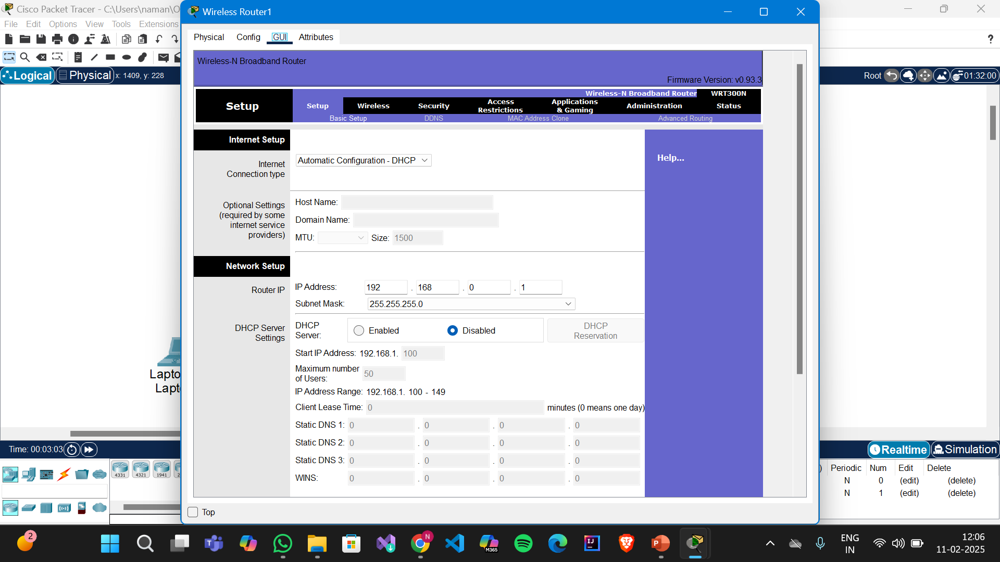 Cisco Packet Tracer - C:\Users\naman\O
File Edit Options View Tools Extensions
Logical Physical x: 1409, y: 228
Root 01:32:00
Lapto
Lapt
Time: 00:03:03
Realtime Simulation
4331 4321 1941 2
Periodic Num Edit Delete
N 0 (edit) (delete)
N 1 (edit) (delete)
Wireless Router1
Physical Config GUI Attributes
Wireless-N Broadband Router
Firmware Version: v0.93.3
Wireless-N Broadband Router WRT300N
Setup
Setup Wireless Security Access Restrictions Applications & Gaming Administration Status
Basic Setup DDNS MAC Address Clone Advanced Routing
Internet Setup
Internet
Connection type
Automatic Configuration - DHCP
Help...
Optional Settings
(required by some
internet service
providers)
Host Name:
Domain Name:
MTU: Size: 1500
Network Setup
Router IP
IP Address: 192 . 168 . 0 . 1
Subnet Mask: 255.255.255.0
DHCP Server
Settings
DHCP
Server:
Enabled Disabled
DHCP
Reservation
Start IP Address: 192.168.1. 100
Maximum number
of Users: 50
IP Address Range: 192.168.1. 100 - 149
Client Lease Time: 0 minutes (0 means one day)
Static DNS 1: 0 . 0 . 0 . 0
Static DNS 2: 0 . 0 . 0 . 0
Static DNS 3: 0 . 0 . 0 . 0
WINS: 0 . 0 . 0 . 0
Top
2
N
M365
IJ
P
ENG
IN
12:06
11-02-2025